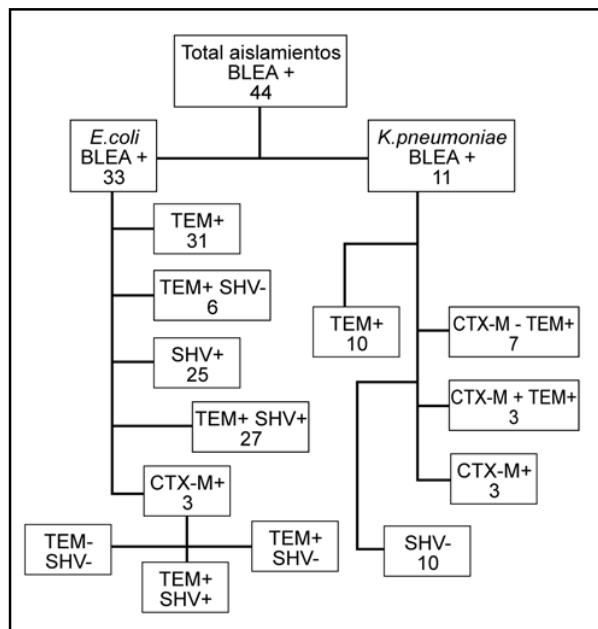 Total aislamientos
BLEA +
44
E.coli
BLEA +
33
K.pneumoniae
BLEA +
11
TEM+
31
TEM+ SHV-
6
SHV+
25
TEM+ SHV+
27
CTX-M+
3
TEM-
SHV-
TEM+
SHV+
TEM+
SHV-
TEM+
10
CTX-M - TEM+
7
CTX-M + TEM+
3
CTX-M+
3
SHV-
10